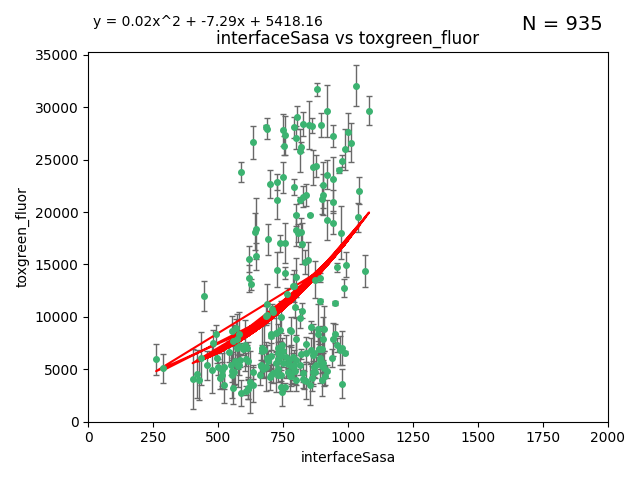 y = 0.02x^2 + -7.29x + 5418.16
N = 935
interfaceSasa vs toxgreen_fluor
35000
30000
25000
20000
15000
10000
5000
0
toxgreen_fluor
0 250 500 750 1000 1250 1500 1750 2000
interfaceSasa